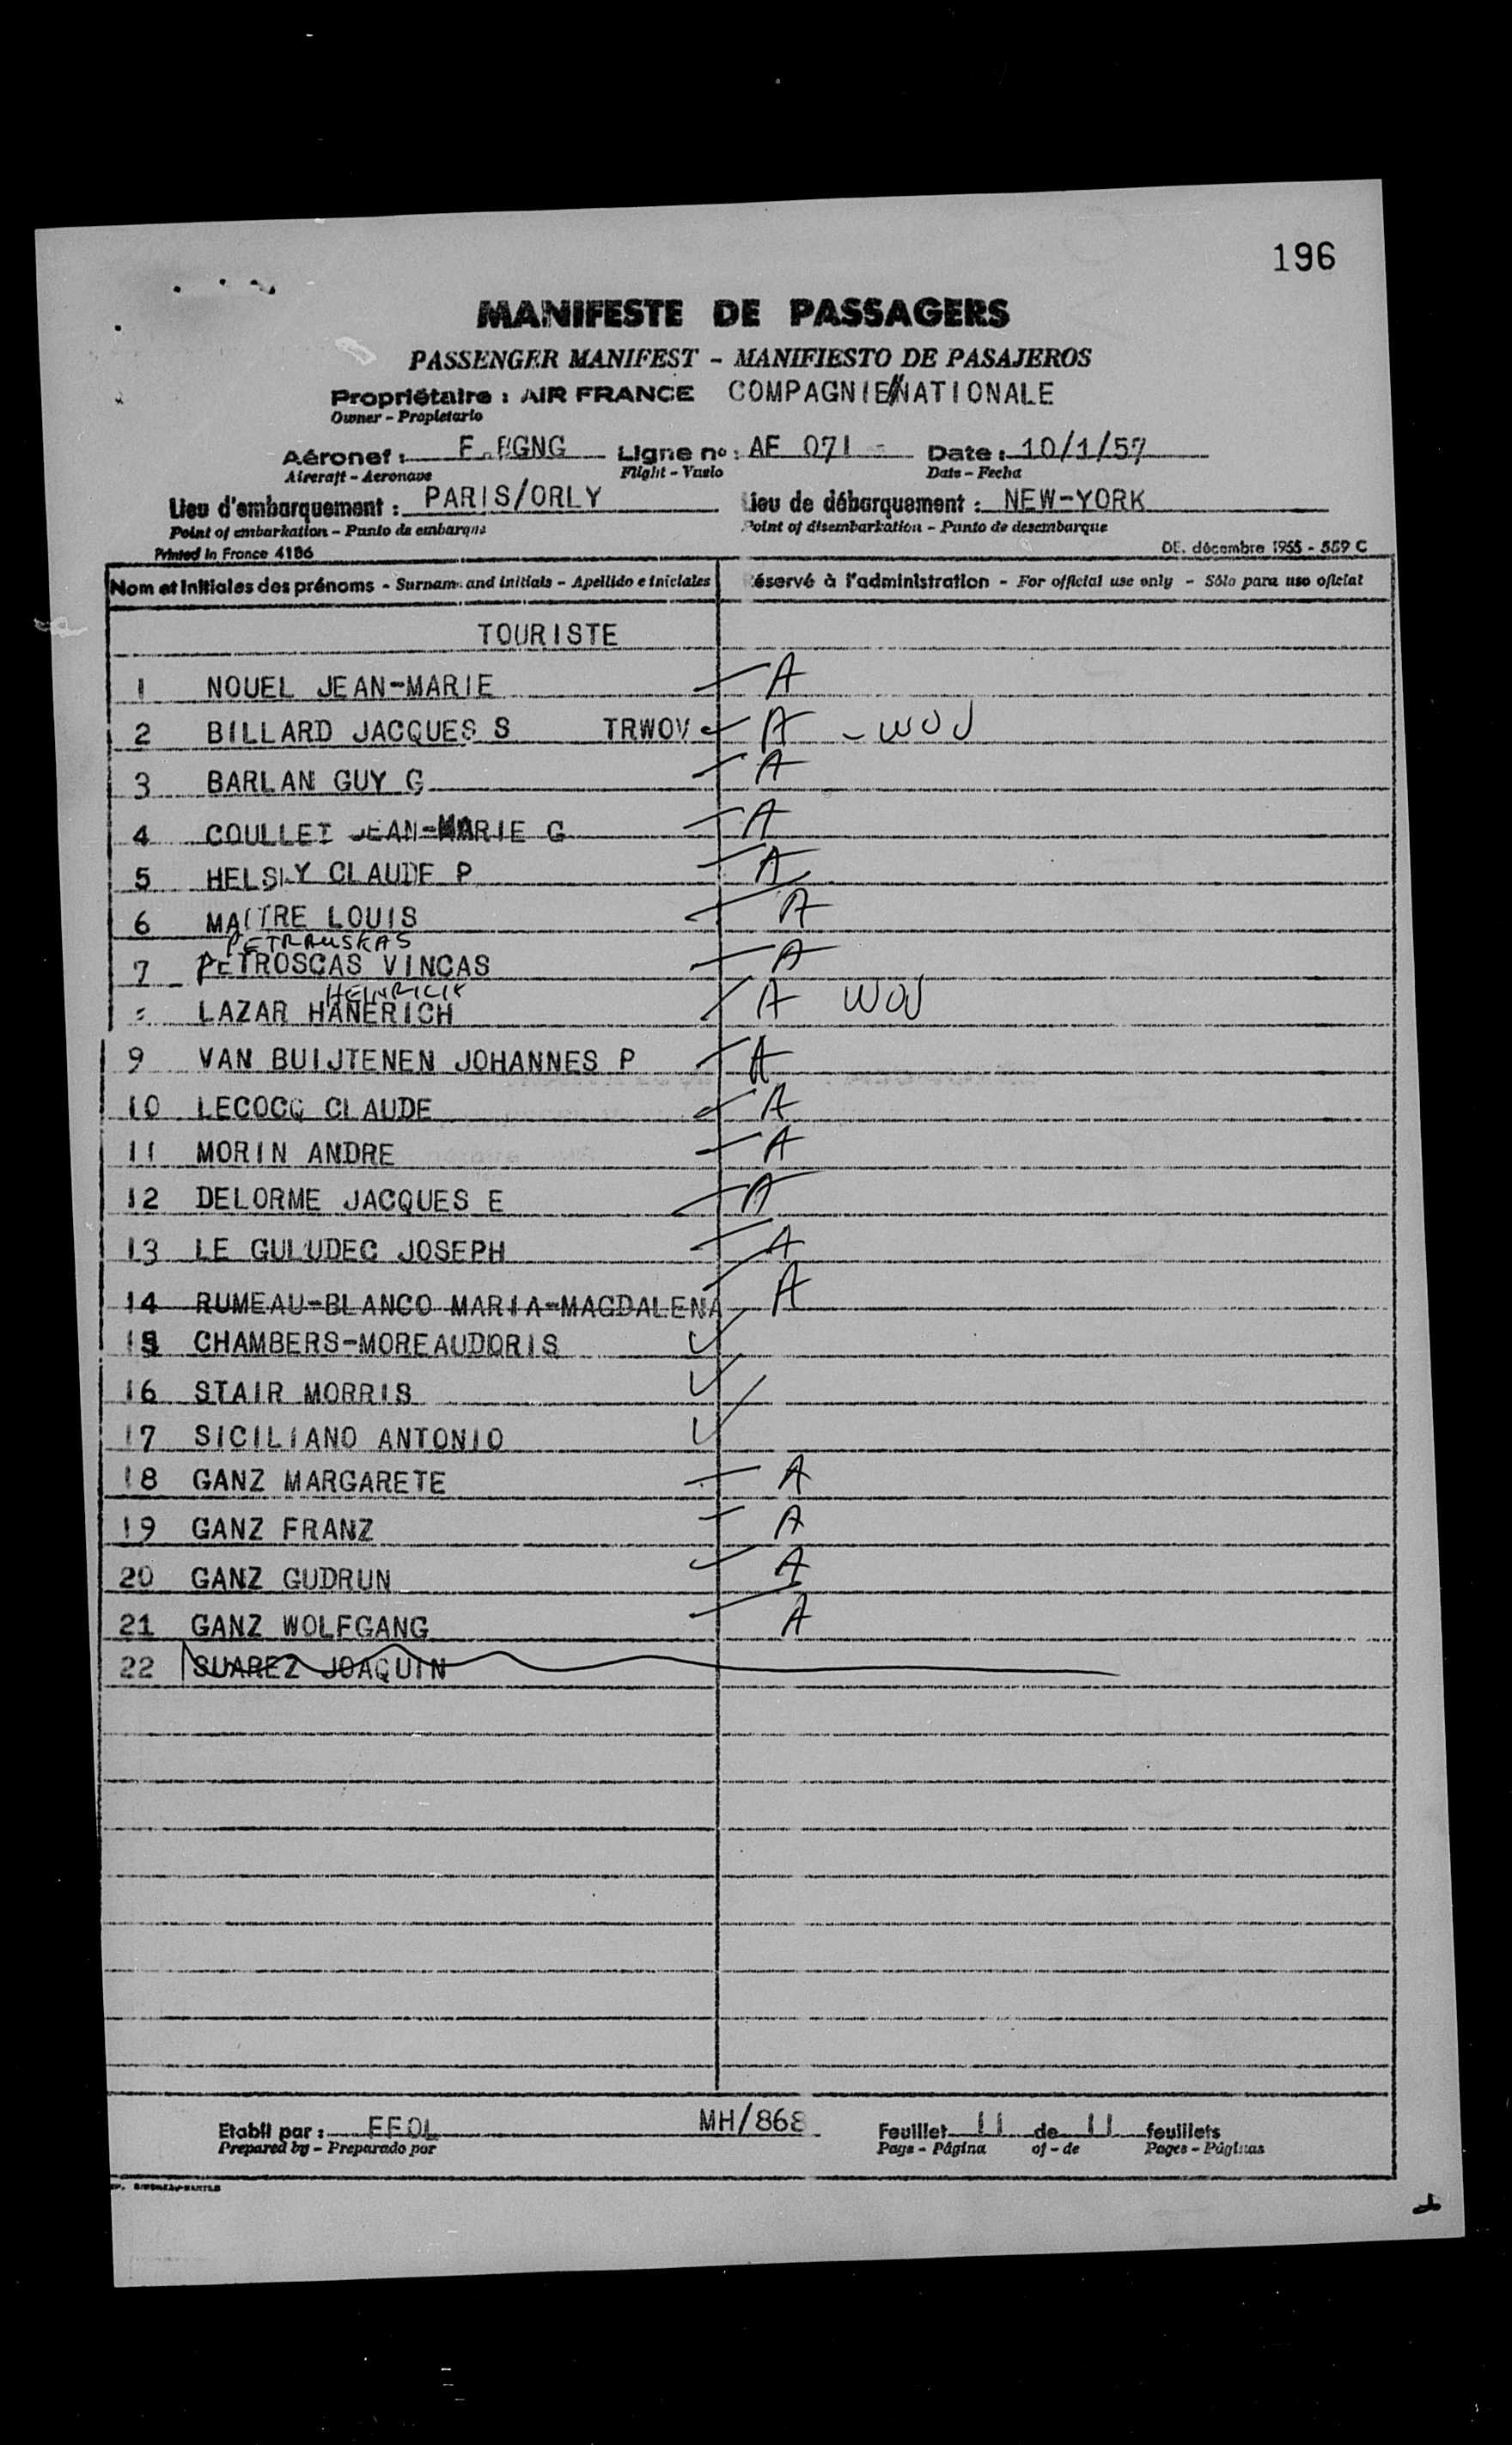 196
MANIFESTE DE PASSAGERS
PASSENGER MANIFEST - MANIFIESTO DE PASAJEROS
Propriétaire : AIR FRANCE COMPAGNIE NATIONALE
Owner - Propietario
Aéronef : F.BGNG Ligne no : AF 071 Date : 10/1/57
Aircraft - Aeronave Flight - Vuelo Date - Fecha
Lieu d'embarquement : PARIS/ORLY Lieu de débarquement : NEW-YORK
Point of embarkation - Punto de embarque Point of disembarkation - Punto de desembarque
Printed in France 4186 DE. décembre 1955 - 559 C
Nom et initiales des prénoms - Surname and initials - Apellido e iniciales Réservé à l'administration - For official use only - Sólo para uso oficial
TOURISTE
1 NOUEL JEAN-MARIE A
2 BILLARD JACQUES S TRWOV A - WOV
3 BARLAN GUY G A
4 COULLET JEAN-MARIE G A
5 HELSLY CLAUDE P A
6 MAITRE LOUIS A
PETRAUSKAS
7 PETROSCAS VINCAS A
HEINRICH
LAZAR HANERICH A WOV
9 VAN BUIJTENEN JOHANNES P A
10 LECOCQ CLAUDE A
11 MORIN ANDRE A
12 DELORME JACQUES E A
13 LE GULUDEC JOSEPH A
14 RUMEAU-BLANCO MARIA-MAGDALENA A
15 CHAMBERS-MOREAUDORIS
16 STAIR MORRIS
17 SICILIANO ANTONIO
18 GANZ MARGARETE A
19 GANZ FRANZ A
20 GANZ GUDRUN A
21 GANZ WOLFGANG A
22 SUAREZ JOAQUIN
Etabli par : EFOL MH/868 Feuillet 11 de 11 feuillets
Prepared by - Preparado por Page - Página of - de Pages - Páginas